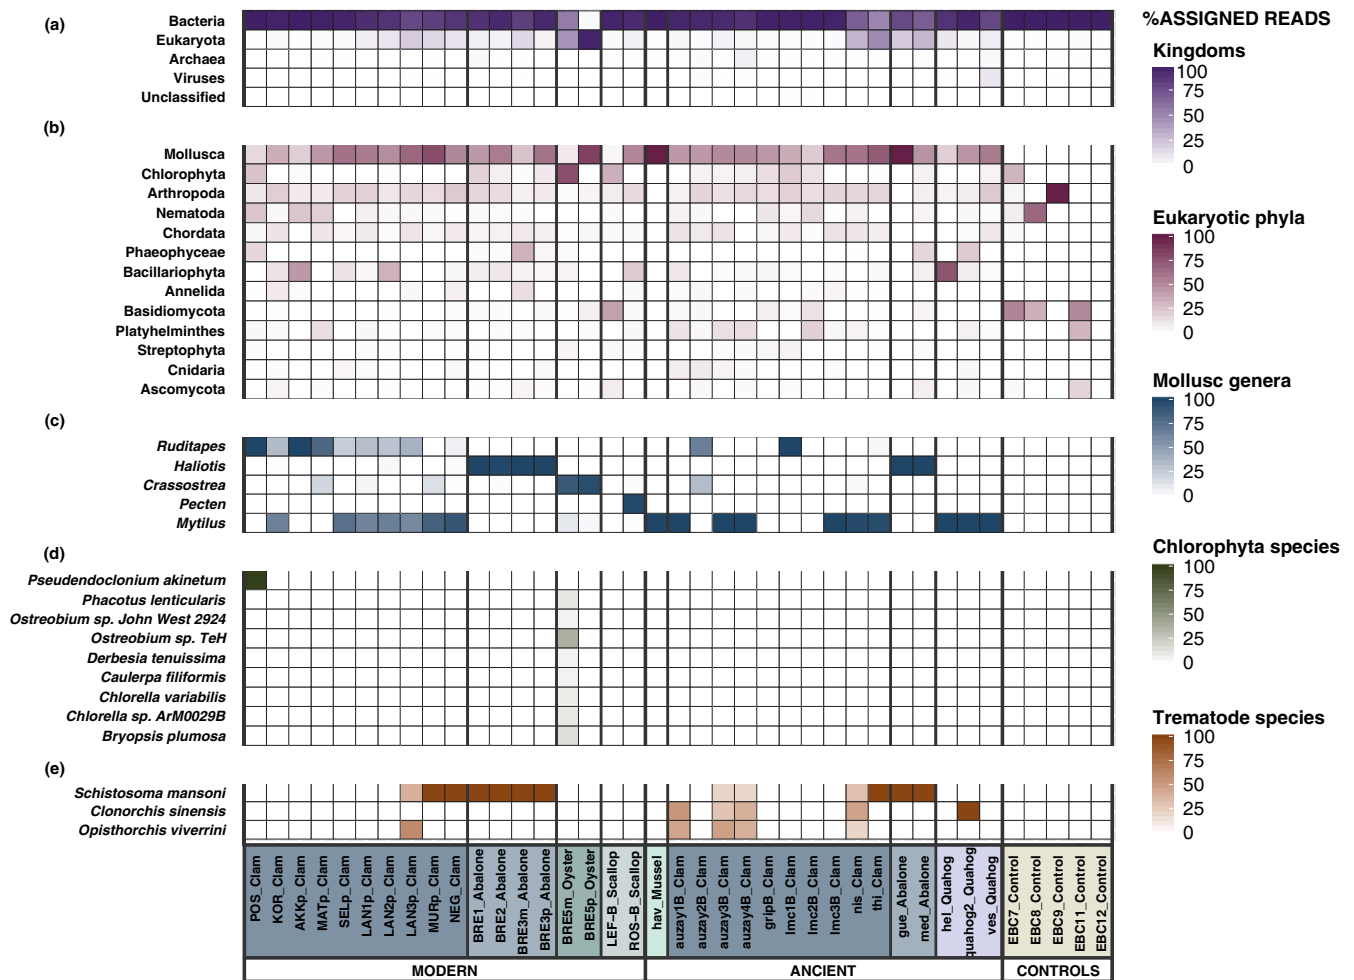 (a)
Bacteria
Eukaryota
Archaea
Viruses
Unclassified
(b)
Mollusca
Chlorophyta
Arthropoda
Nematoda
Chordata
Phaeophyceae
Bacillariophyta
Annelida
Basidiomycota
Platyhelminthes
Streptophyta
Cnidaria
Ascomycota
(c)
Ruditapes
Haliotis
Crassostrea
Pecten
Mytilus
(d)
Pseudendoclonium akinetum
Phacotus lenticularis
Ostreobium sp. John West 2924
Ostreobium sp. TeH
Derbesia tenuissima
Caulerpa filiformis
Chlorella variabilis
Chlorella sp. ArM0029B
Bryopsis plumosa
(e)
Schistosoma mansoni
Clonorchis sinensis
Opisthorchis viverrini
POS_Clam
KOR_Clam
AKKp_Clam
MATp_Clam
SELp_Clam
LAN1p_Clam
LAN2p_Clam
LAN3p_Clam
MURp_Clam
NEG_Clam
BRE1_Abalone
BRE2_Abalone
BRE3m_Abalone
BRE3p_Abalone
BRE5m_Oyster
BRE5p_Oyster
LEF-B_Scallop
ROS-B_Scallop
hav_Mussel
auzay1B_Clam
auzay2B_Clam
auzay3B_Clam
auzay4B_Clam
gripB_Clam
lmc1B_Clam
lmc2B_Clam
lmc3B_Clam
nis_Clam
thi_Clam
gue_Abalone
med_Abalone
hel_Quahog
quahog2_Quahog
ves_Quahog
EBC7_Control
EBC8_Control
EBC9_Control
EBC11_Control
EBC12_Control
MODERN
ANCIENT
CONTROLS
%ASSIGNED READS
Kingdoms
100
75
50
25
0
Eukaryotic phyla
100
75
50
25
0
Mollusc genera
100
75
50
25
0
Chlorophyta species
100
75
50
25
0
Trematode species
100
75
50
25
0